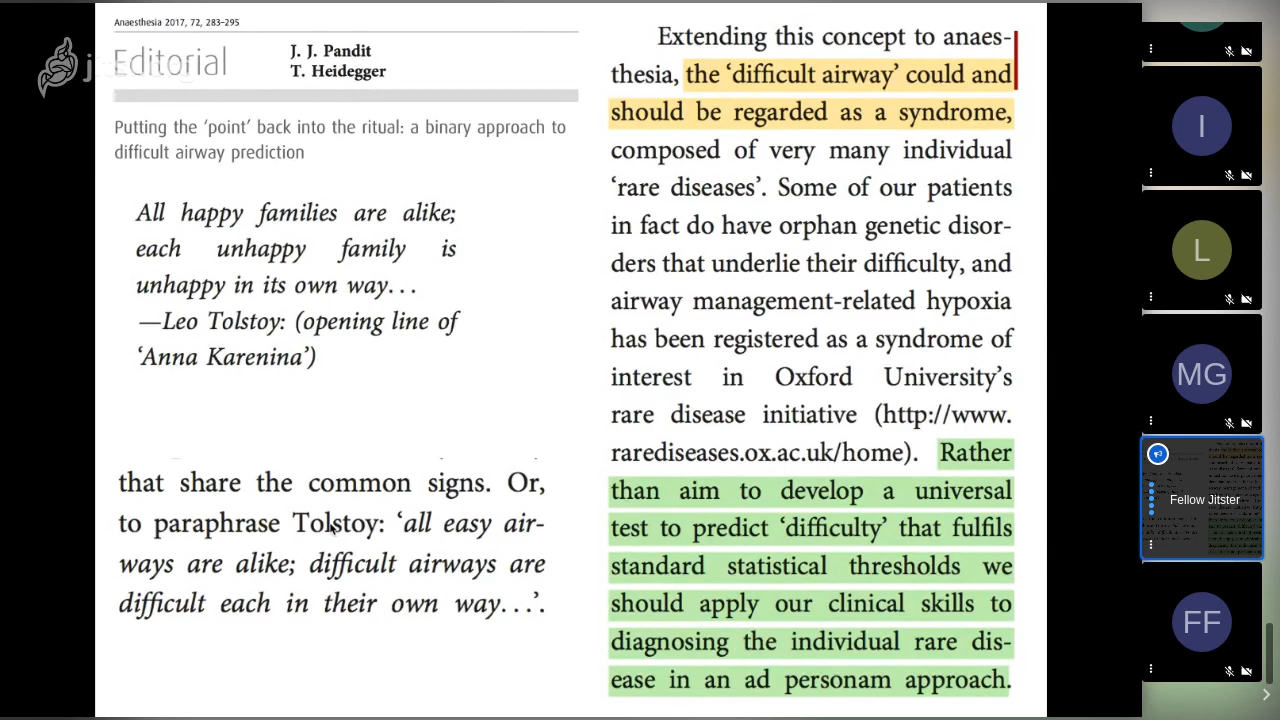 Anaesthesia 2017, 72, 283–295
Editorial
J. J. Pandit
T. Heidegger
Putting the ‘point’ back into the ritual: a binary approach to
difficult airway prediction
All happy families are alike;
each unhappy family is
unhappy in its own way…
—Leo Tolstoy: (opening line of
‘Anna Karenina’)
that share the common signs. Or,
to paraphrase Tolstoy: ‘all easy air-
ways are alike; difficult airways are
difficult each in their own way…’.
Extending this concept to anaes-
thesia, the ‘difficult airway’ could and
should be regarded as a syndrome,
composed of very many individual
‘rare diseases’. Some of our patients
in fact do have orphan genetic disor-
ders that underlie their difficulty, and
airway management-related hypoxia
has been registered as a syndrome of
interest in Oxford University’s
rare disease initiative (http://www.
rarediseases.ox.ac.uk/home). Rather
than aim to develop a universal
test to predict ‘difficulty’ that fulfils
standard statistical thresholds we
should apply our clinical skills to
diagnosing the individual rare dis-
ease in an ad personam approach.
I
L
MG
Fellow Jitster
FF